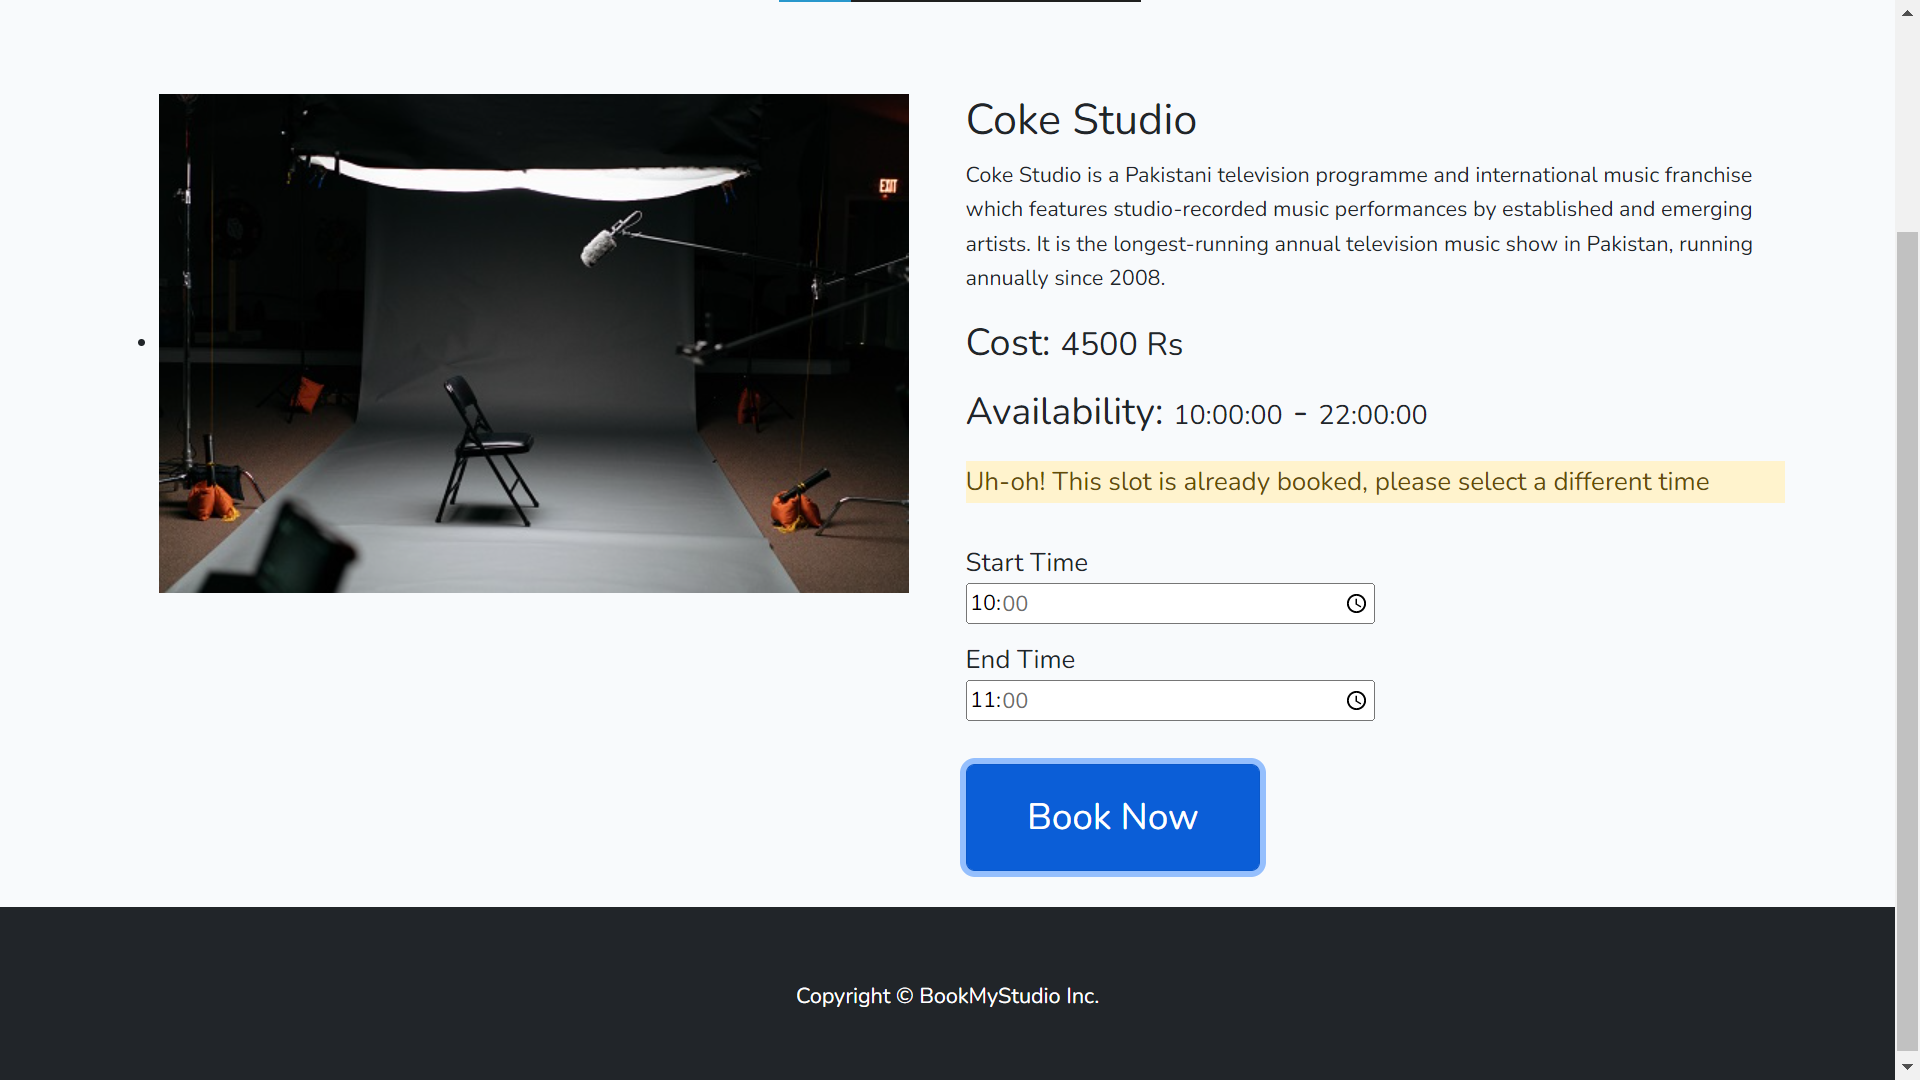 EXIT
Coke Studio
Coke Studio is a Pakistani television programme and international music franchise
which features studio-recorded music performances by established and emerging
artists. It is the longest-running annual television music show in Pakistan, running
annually since 2008.
Cost: 4500 Rs
Availability: 10:00:00 - 22:00:00
Uh-oh! This slot is already booked, please select a different time
Start Time
10:00
End Time
11:00
Book Now
Copyright © BookMyStudio Inc.